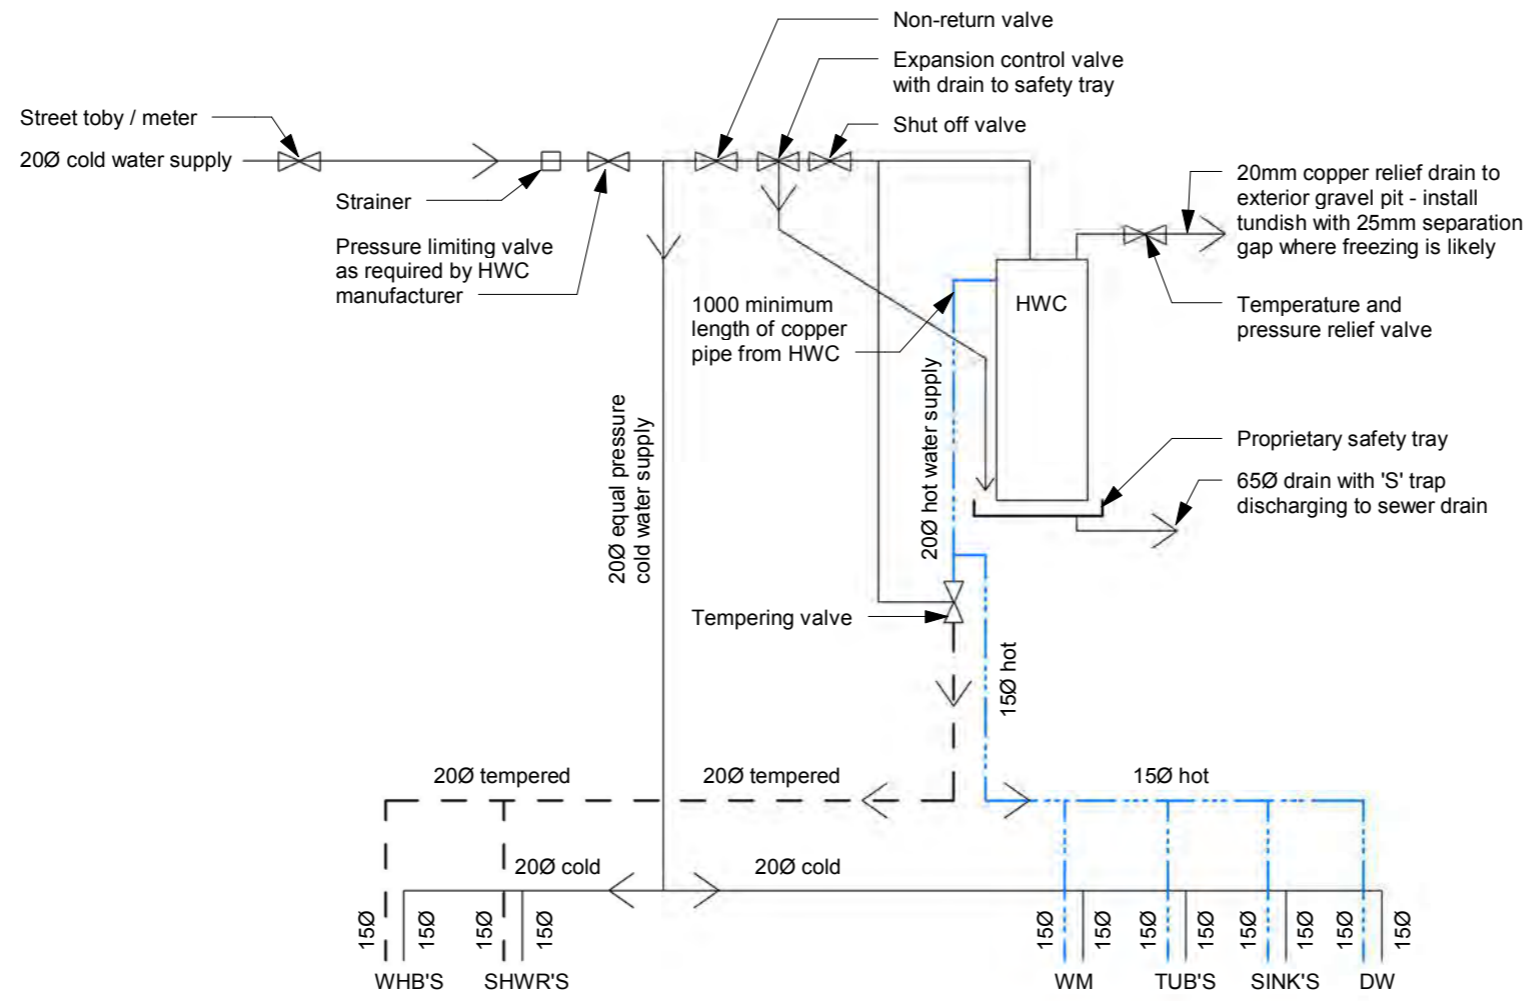 Non-return valve
Expansion control valve
with drain to safety tray
Shut off valve
Street toby / meter
20Ø cold water supply
Strainer
Pressure limiting valve
as required by HWC
manufacturer
20mm copper relief drain to
exterior gravel pit - install
tundish with 25mm separation
gap where freezing is likely
HWC
Temperature and
pressure relief valve
1000 minimum
length of copper
pipe from HWC
20Ø hot water supply
20Ø equal pressure
cold water supply
Proprietary safety tray
65Ø drain with 'S' trap
discharging to sewer drain
Tempering valve
15Ø hot
20Ø tempered
20Ø tempered
15Ø hot
20Ø cold
20Ø cold
15Ø
15Ø
15Ø
15Ø
15Ø
15Ø
15Ø
15Ø
15Ø
15Ø
15Ø
15Ø
WHB'S
SHWR'S
WM
TUB'S
SINK'S
DW